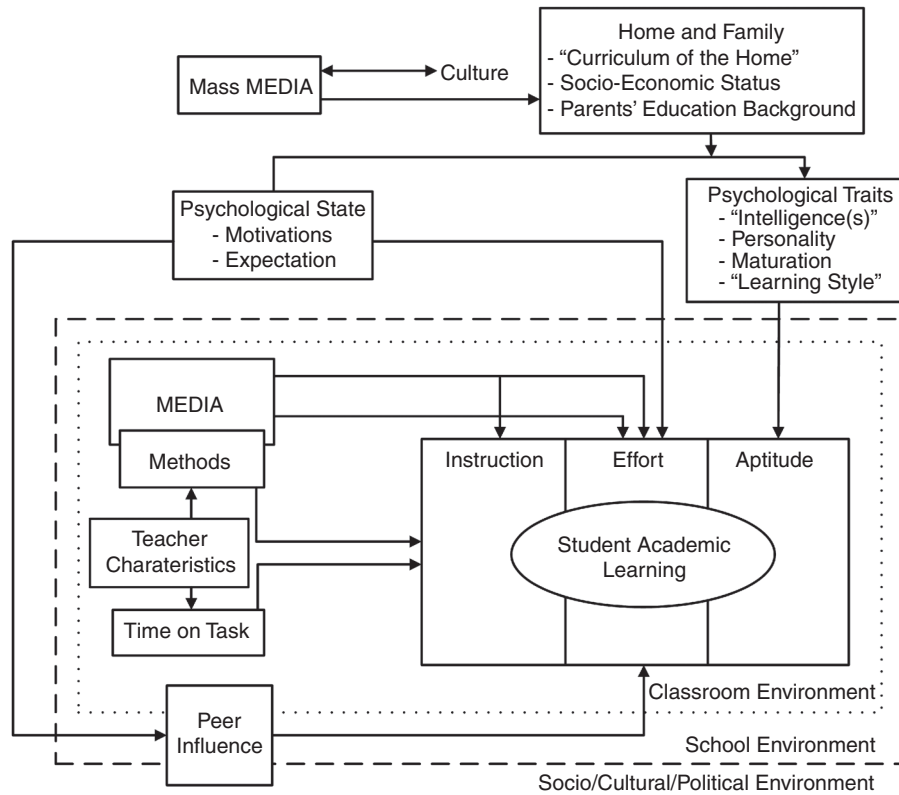 Home and Family
- “Curriculum of the Home”
- Socio-Economic Status
- Parents’ Education Background
Mass MEDIA
Culture
Psychological State
- Motivations
- Expectation
Psychological Traits
- “Intelligence(s)”
- Personality
- Maturation
- “Learning Style”
MEDIA
Methods
Teacher
Charateristics
Time on Task
Instruction
Effort
Aptitude
Student Academic
Learning
Classroom Environment
Peer
Influence
School Environment
Socio/Cultural/Political Environment